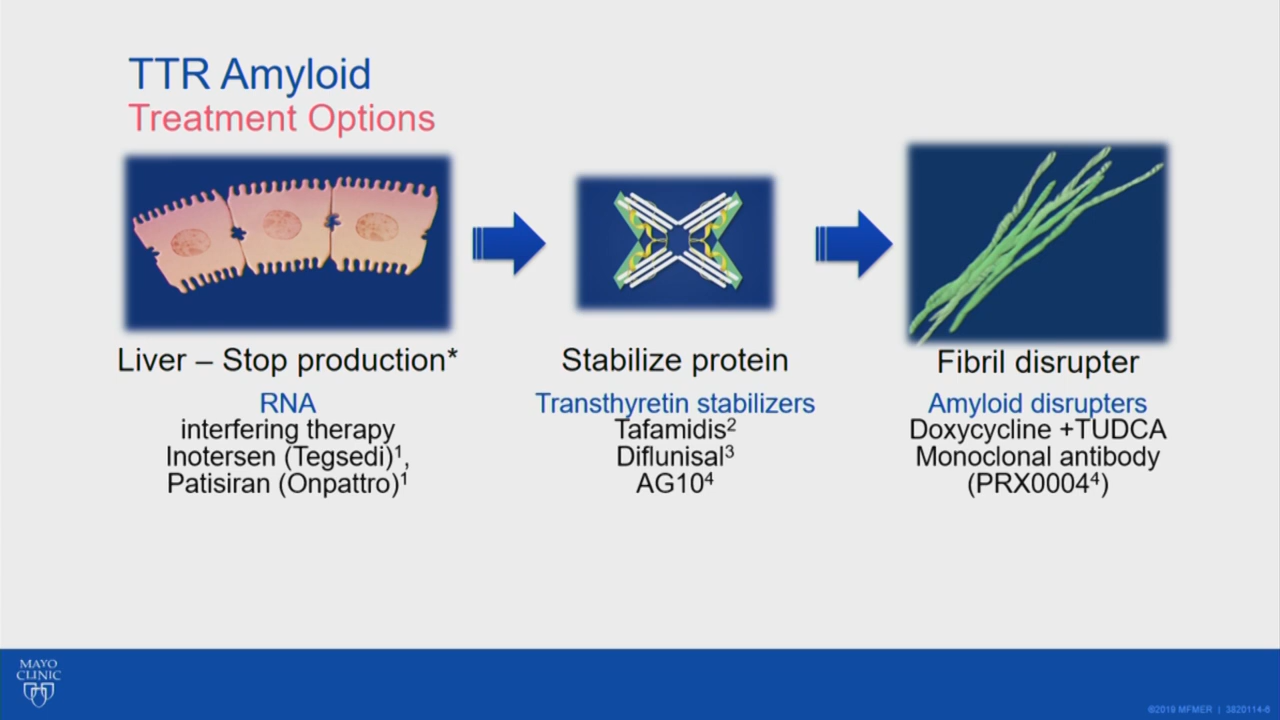 TTR Amyloid
Treatment Options
Liver – Stop production*
RNA
interfering therapy
Inotersen (Tegsedi)¹,
Patisiran (Onpattro)¹
Stabilize protein
Transthyretin stabilizers
Tafamidis²
Diflunisal³
AG10⁴
Fibril disrupter
Amyloid disrupters
Doxycycline +TUDCA
Monoclonal antibody
(PRX0004⁴)
MAYO
CLINIC
©2019 MFMER | 3820114-6